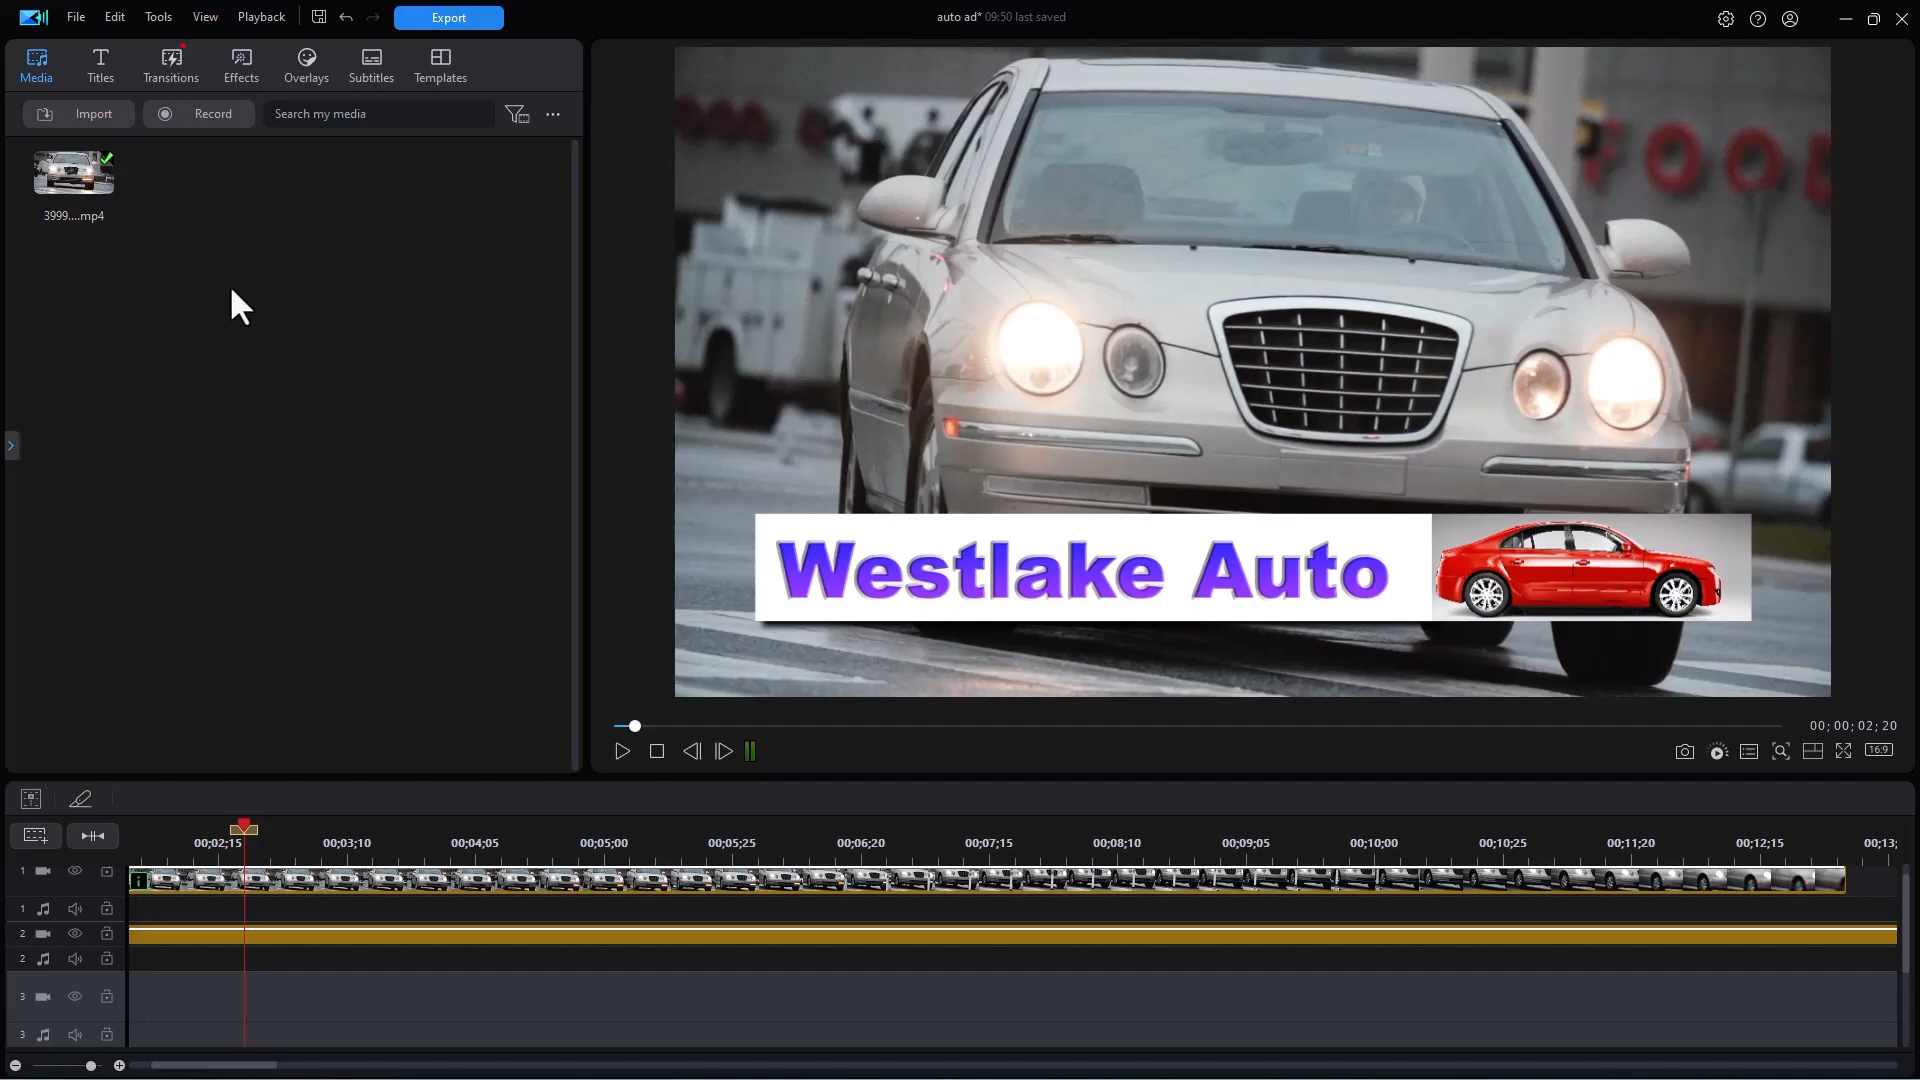 File Edit Tools View Playback Export
auto ad* 09:50 last saved
Media Titles Transitions Effects Overlays Subtitles Templates
Import Record Search my media
3999....mp4
FOOD
Westlake Auto
00; 00; 02; 20
16:9
00;02;15 00;03;10 00;04;05 00;05;00 00;05;25 00;06;20 00;07;15 00;08;10 00;09;05 00;10;00 00;10;25 00;11;20 00;12;15 00;13;
1
1
2
2
3
3